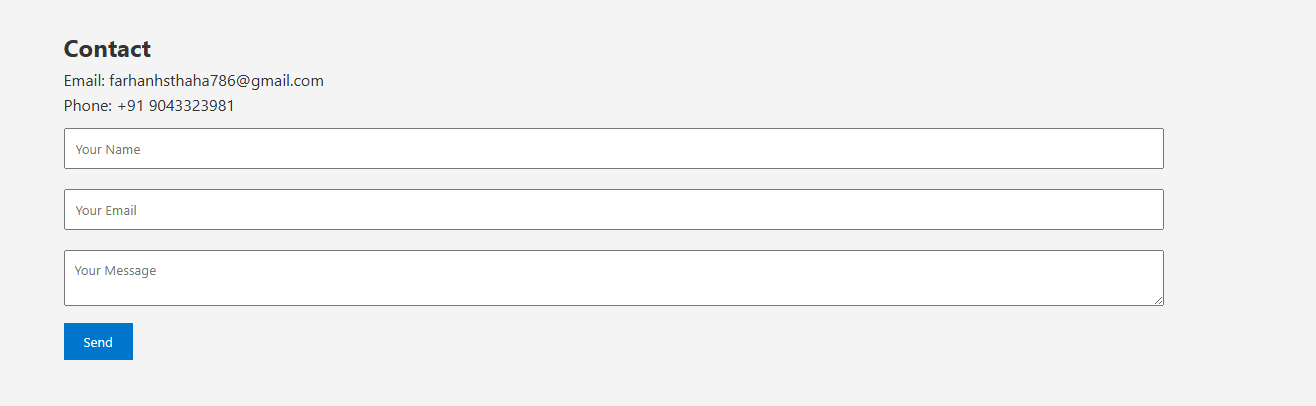 Contact
Email: farhanhsthaha786@gmail.com
Phone: +91 9043323981
Your Name
Your Email
Your Message
Send